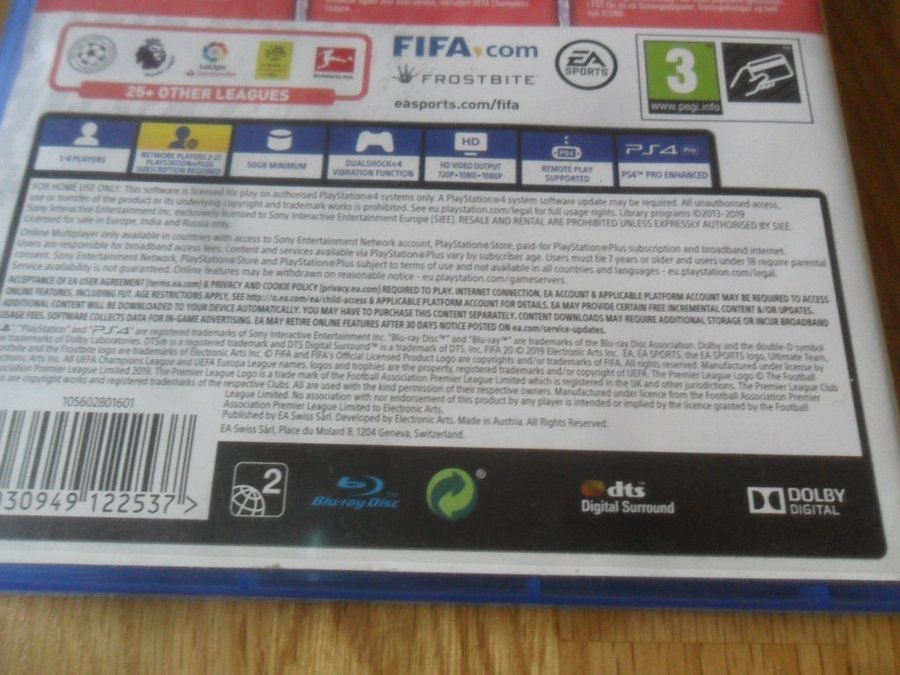 League.
25+ OTHER LEAGUES
LaLiga
Santander
BUNDESLIGA
FIFA.com
FROSTBITE
easports.com/fifa
EA
SPORTS
3
www.pegi.info
1-4 PLAYERS
NETWORK PLAYERS 2-22
PLAYSTATION®PLUS
SUBSCRIPTION REQUIRED
50GB MINIMUM
DUALSHOCK®4
VIBRATION FUNCTION
HD
HD VIDEO OUTPUT
720P•1080i•1080P
PS4
REMOTE PLAY
SUPPORTED
PS4 Pro
PS4™ PRO ENHANCED
FOR HOME USE ONLY: This software is licensed for play on authorised PlayStation®4 systems only. A PlayStation®4 system software update may be required. All unauthorised access,
use or transfer of the product or its underlying copyright and trademark works is prohibited. See eu.playstation.com/legal for full usage rights. Library programs ©2013-2019
Sony Interactive Entertainment Inc. exclusively licensed to Sony Interactive Entertainment Europe (SIEE). RESALE AND RENTAL ARE PROHIBITED UNLESS EXPRESSLY AUTHORISED BY SIEE.
Licensed for sale in Europe, India and Russia only.
Online Multiplayer only available in countries with access to Sony Entertainment Network account, PlayStation®Store, paid-for PlayStation®Plus subscription and broadband internet.
Users are responsible for broadband access fees. Content and services available via PlayStation®Plus vary by subscriber age. Users must be 7 years or older and users under 18 require parental
consent. Sony Entertainment Network, PlayStation®Store and PlayStation®Plus subject to terms of use and not available in all countries and languages - eu.playstation.com/legal.
Service availability is not guaranteed. Online features may be withdrawn on reasonable notice - eu.playstation.com/gameservers.
ACCEPTANCE OF EA USER AGREEMENT (terms.ea.com) & PRIVACY AND COOKIE POLICY (privacy.ea.com) REQUIRED TO PLAY. INTERNET CONNECTION, EA ACCOUNT & APPLICABLE PLATFORM ACCOUNT MAY BE REQUIRED TO ACCESS
ONLINE FEATURES, INCLUDING FUT. AGE RESTRICTIONS APPLY. SEE http://o.ea.com/ea/child-access & APPLICABLE PLATFORM ACCOUNT FOR DETAILS. EA MAY PROVIDE CERTAIN FREE INCREMENTAL CONTENT &/OR UPDATES.
ADDITIONAL CONTENT WILL BE DOWNLOADED TO YOUR DEVICE AUTOMATICALLY. YOU MAY HAVE TO PURCHASE THIS CONTENT SEPARATELY. CONTENT DOWNLOADS MAY REQUIRE ADDITIONAL STORAGE OR INCUR BROADBAND
USAGE FEES. SOFTWARE COLLECTS DATA FOR IN-GAME ADVERTISING. EA MAY RETIRE ONLINE FEATURES AFTER 30 DAYS NOTICE POSTED ON ea.com/service-updates.
"PlayStation" and "PS4" are registered trademarks of Sony Interactive Entertainment Inc. "Blu-ray Disc™" and "Blu-ray™" are trademarks of the Blu-ray Disc Association. Dolby and the double-D symbol
trademarks of Dolby Laboratories. DTS® is a registered trademark and DTS Digital Surround™ is a trademark of DTS, Inc. FIFA 20 © 2019 Electronic Arts Inc. EA, EA SPORTS, the EA SPORTS logo, Ultimate Team,
and the Frostbite logo are trademarks of Electronic Arts Inc. © FIFA and FIFA's Official Licensed Product Logo are copyrights and/or trademarks of FIFA. All rights reserved. Manufactured under license by
Electronic Arts Inc. All UEFA Champions League and UEFA Europa League names, logos and trophies are the property, registered trademarks and/or copyright of UEFA. The Premier League Logo © The Football
Association Premier League Limited 2019. The Premier League Logo is a trade mark of the Football Association Premier League Limited which is registered in the UK and other jurisdictions. The Premier League Club
are copyright works and registered trademarks of the respective Clubs. All are used with the kind permission of their respective owners. Manufactured under licence from the Football Association Premier
League Limited. No association with nor endorsement of this product by any player is intended or implied by the licence granted by the Football
Association Premier League Limited to Electronic Arts.
Published by EA Swiss Sàrl. Developed by Electronic Arts. Made in Austria. All Rights Reserved.
EA Swiss Sàrl, Place du Molard 8, 1204 Geneva, Switzerland.
105602801601
30949 122537 >
2
Blu-ray Disc™
®
dts
Digital Surround
DOLBY
DIGITAL